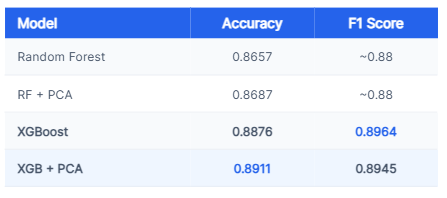 Model Accuracy F1 Score
Random Forest 0.8657 ~0.88
RF + PCA 0.8687 ~0.88
XGBoost 0.8876 0.8964
XGB + PCA 0.8911 0.8945